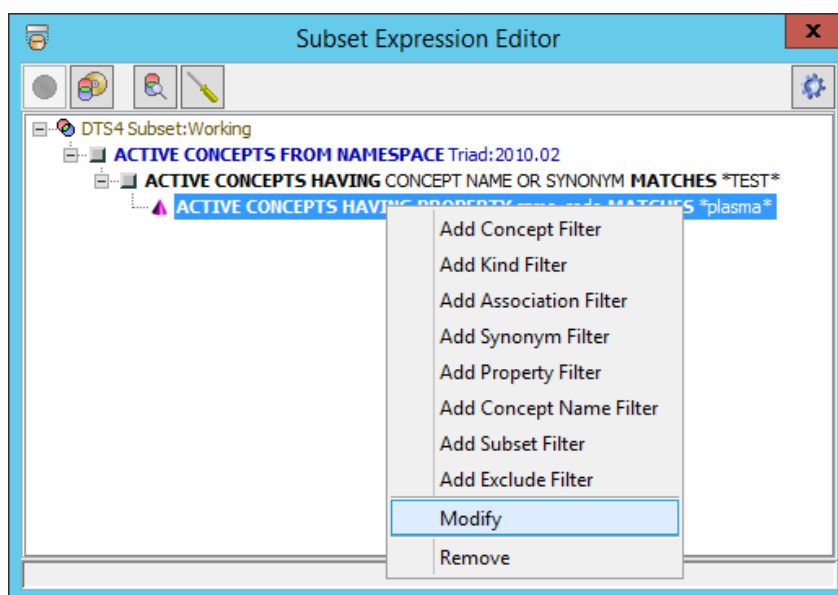 Subset Expression Editor
x
DTS4 Subset:Working
ACTIVE CONCEPTS FROM NAMESPACE Triad:2010.02
ACTIVE CONCEPTS HAVING CONCEPT NAME OR SYNONYM MATCHES *TEST*
ACTIVE CONCEPTS HAVING PROPERTY MATCHES *plasma*
Add Concept Filter
Add Kind Filter
Add Association Filter
Add Synonym Filter
Add Property Filter
Add Concept Name Filter
Add Subset Filter
Add Exclude Filter
Modify
Remove